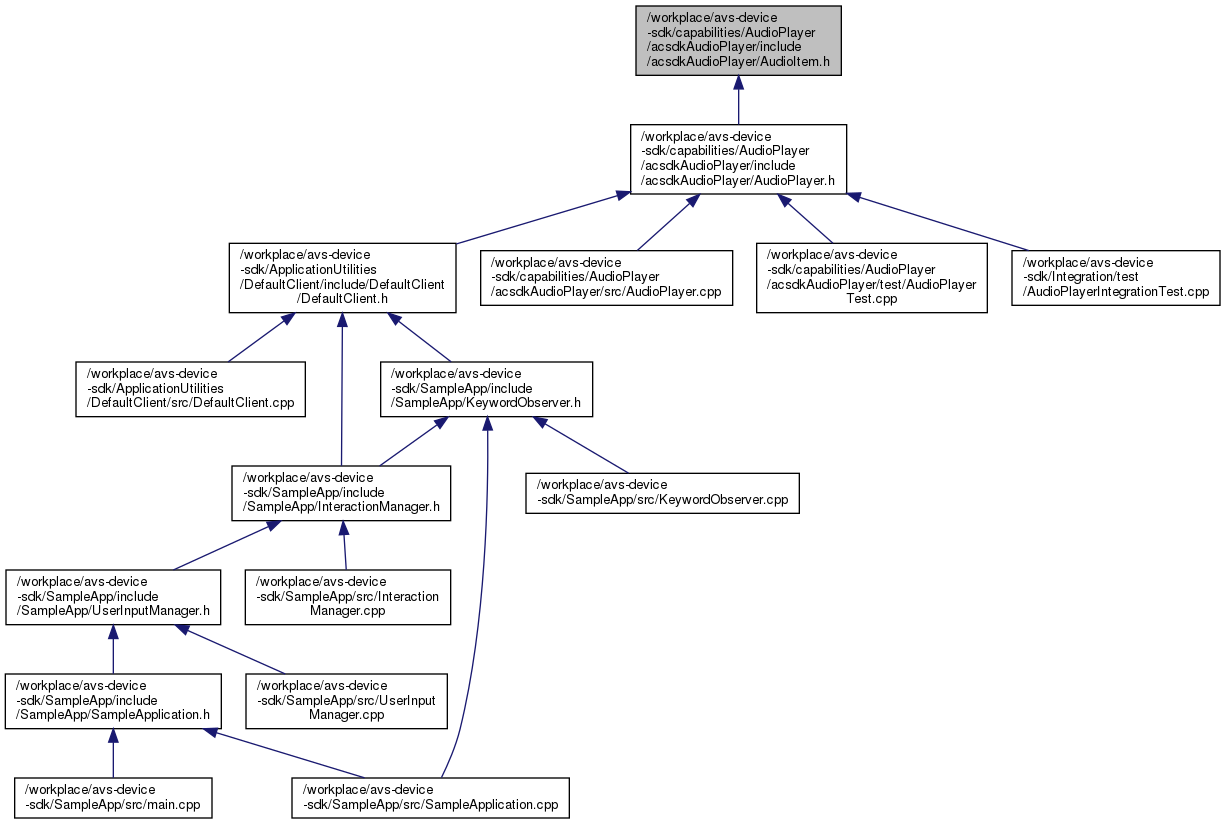 /workplace/avs-device
-sdk/capabilities/AudioPlayer
/acsdkAudioPlayer/include
/acsdkAudioPlayer/AudioItem.h
/workplace/avs-device
-sdk/capabilities/AudioPlayer
/acsdkAudioPlayer/include
/acsdkAudioPlayer/AudioPlayer.h
/workplace/avs-device
-sdk/ApplicationUtilities
/DefaultClient/include/DefaultClient
/DefaultClient.h
/workplace/avs-device
-sdk/capabilities/AudioPlayer
/acsdkAudioPlayer/src/AudioPlayer.cpp
/workplace/avs-device
-sdk/capabilities/AudioPlayer
/acsdkAudioPlayer/test/AudioPlayer
Test.cpp
/workplace/avs-device
-sdk/Integration/test
/AudioPlayerIntegrationTest.cpp
/workplace/avs-device
-sdk/ApplicationUtilities
/DefaultClient/src/DefaultClient.cpp
/workplace/avs-device
-sdk/SampleApp/include
/SampleApp/KeywordObserver.h
/workplace/avs-device
-sdk/SampleApp/include
/SampleApp/InteractionManager.h
/workplace/avs-device
-sdk/SampleApp/src/KeywordObserver.cpp
/workplace/avs-device
-sdk/SampleApp/include
/SampleApp/UserInputManager.h
/workplace/avs-device
-sdk/SampleApp/src/Interaction
Manager.cpp
/workplace/avs-device
-sdk/SampleApp/include
/SampleApp/SampleApplication.h
/workplace/avs-device
-sdk/SampleApp/src/UserInput
Manager.cpp
/workplace/avs-device
-sdk/SampleApp/src/main.cpp
/workplace/avs-device
-sdk/SampleApp/src/SampleApplication.cpp